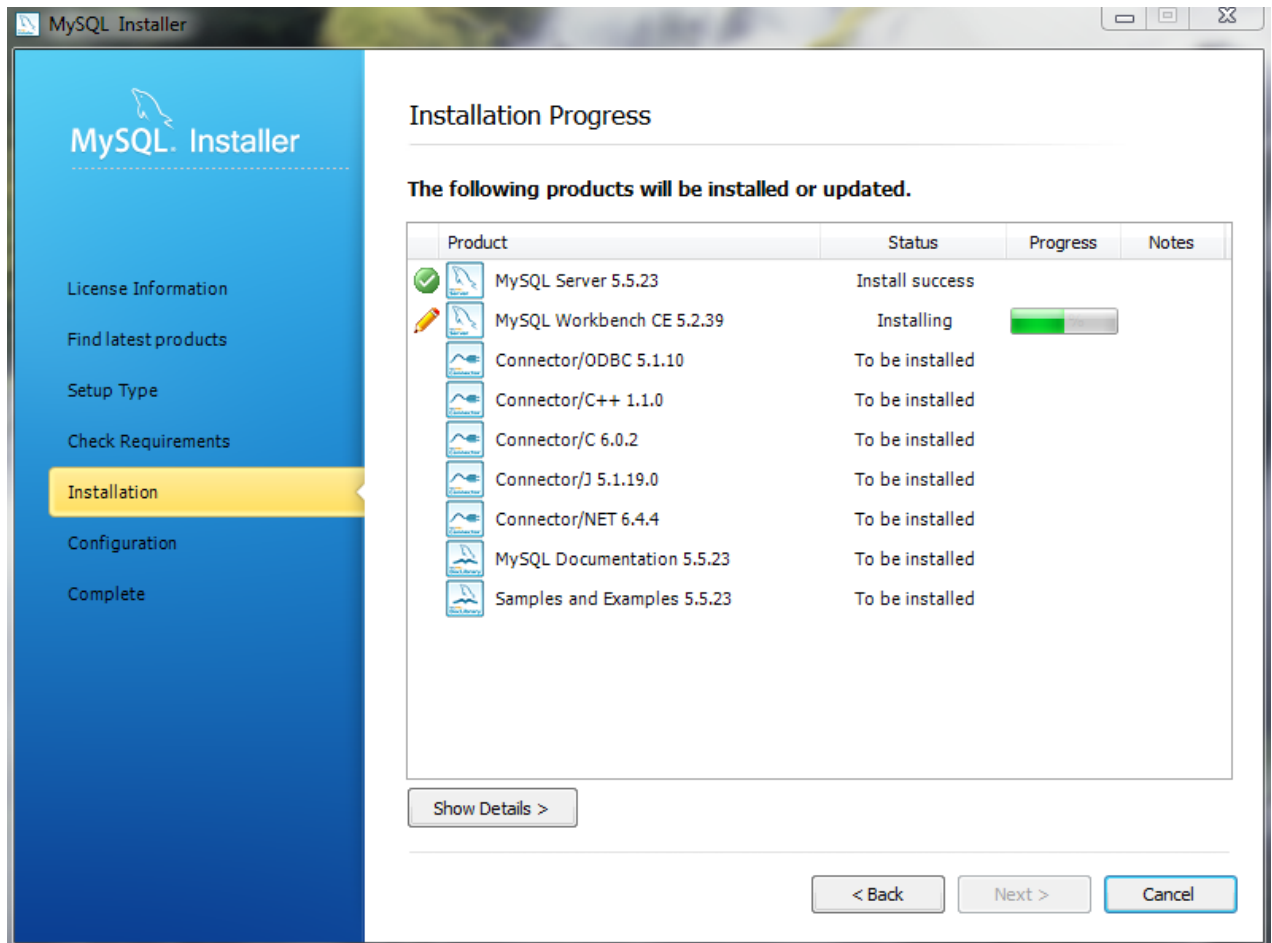 MySQL Installer
MySQL. Installer
License Information
Find latest products
Setup Type
Check Requirements
Installation
Configuration
Complete
Installation Progress
The following products will be installed or updated.
Product Status Progress Notes
MySQL Server 5.5.23 Install success
MySQL Workbench CE 5.2.39 Installing
Connector/ODBC 5.1.10 To be installed
Connector/C++ 1.1.0 To be installed
Connector/C 6.0.2 To be installed
Connector/J 5.1.19.0 To be installed
Connector/NET 6.4.4 To be installed
MySQL Documentation 5.5.23 To be installed
Samples and Examples 5.5.23 To be installed
Show Details >
< Back Next > Cancel